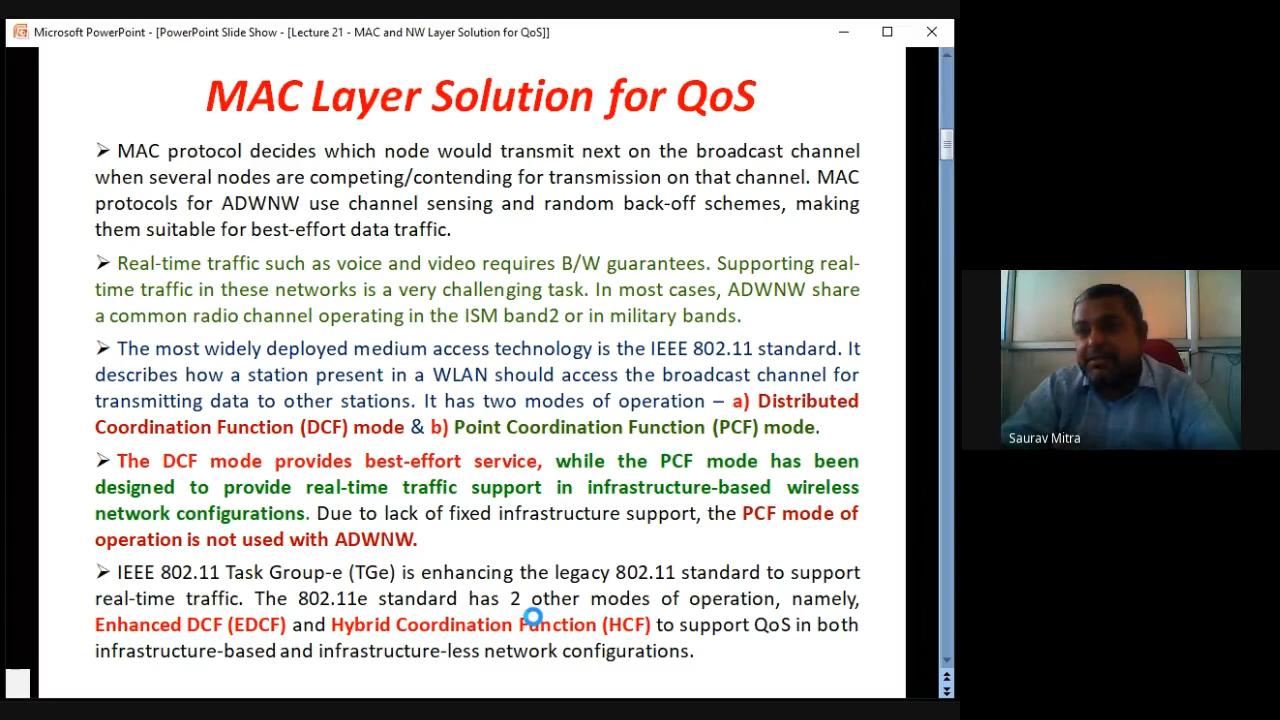 Microsoft PowerPoint - [PowerPoint Slide Show - [Lecture 21 - MAC and NW Layer Solution for QoS]]
MAC Layer Solution for QoS
➢ MAC protocol decides which node would transmit next on the broadcast channel
when several nodes are competing/contending for transmission on that channel. MAC
protocols for ADWNW use channel sensing and random back-off schemes, making
them suitable for best-effort data traffic.
➢ Real-time traffic such as voice and video requires B/W guarantees. Supporting real-
time traffic in these networks is a very challenging task. In most cases, ADWNW share
a common radio channel operating in the ISM band2 or in military bands.
➢ The most widely deployed medium access technology is the IEEE 802.11 standard. It
describes how a station present in a WLAN should access the broadcast channel for
transmitting data to other stations. It has two modes of operation – a) Distributed
Coordination Function (DCF) mode & b) Point Coordination Function (PCF) mode.
➢ The DCF mode provides best-effort service, while the PCF mode has been
designed to provide real-time traffic support in infrastructure-based wireless
network configurations. Due to lack of fixed infrastructure support, the PCF mode of
operation is not used with ADWNW.
➢ IEEE 802.11 Task Group-e (TGe) is enhancing the legacy 802.11 standard to support
real-time traffic. The 802.11e standard has 2 other modes of operation, namely,
Enhanced DCF (EDCF) and Hybrid Coordination Function (HCF) to support QoS in both
infrastructure-based and infrastructure-less network configurations.
Saurav Mitra